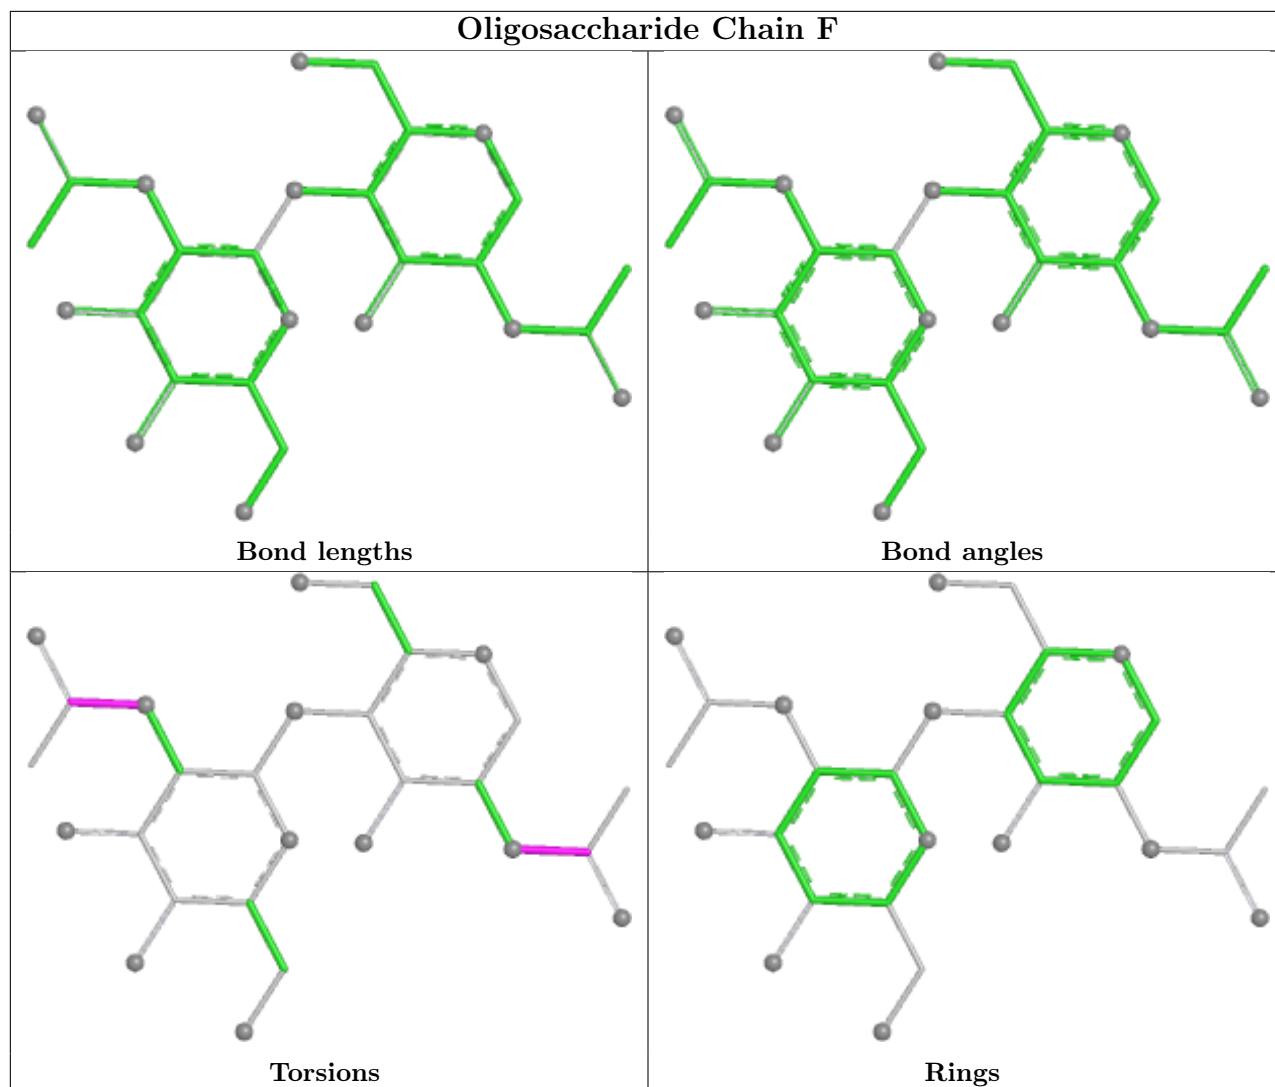 Oligosaccharide Chain F
Bond lengths
Bond angles
Torsions
Rings